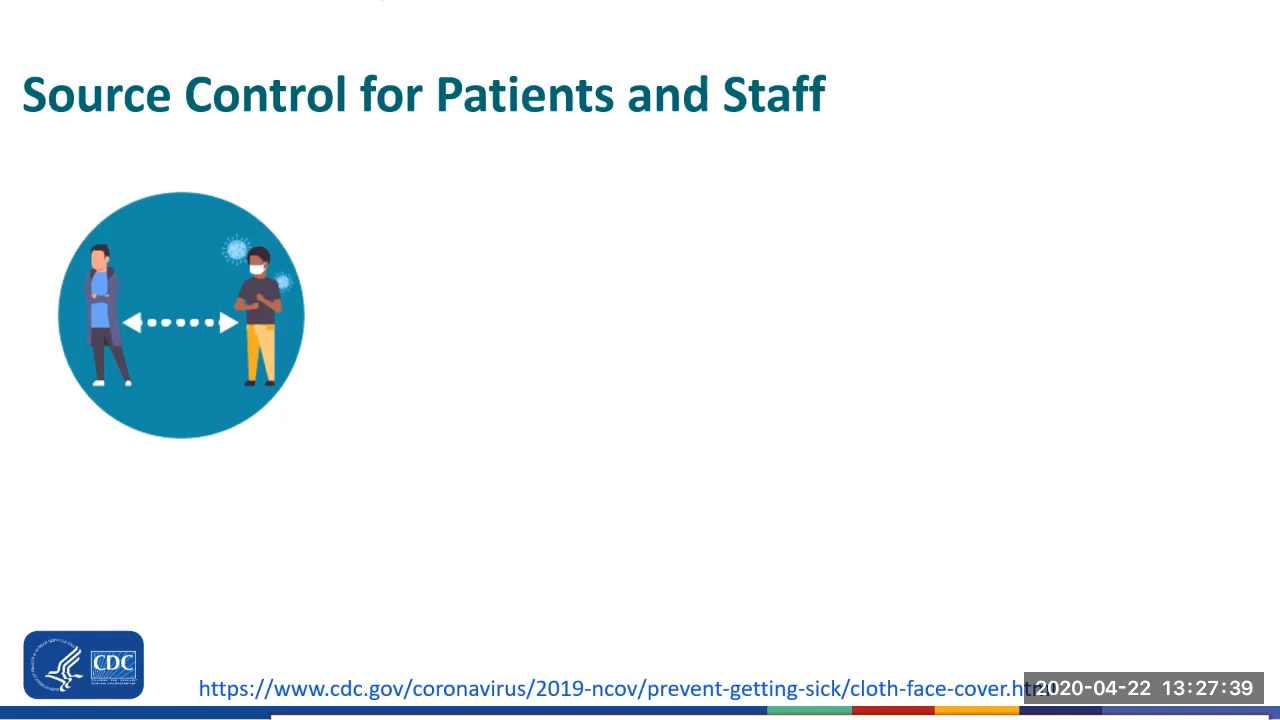 Source Control for Patients and Staff
CDC
https://www.cdc.gov/coronavirus/2019-ncov/prevent-getting-sick/cloth-face-cover.html
2020-04-22 13:27:39